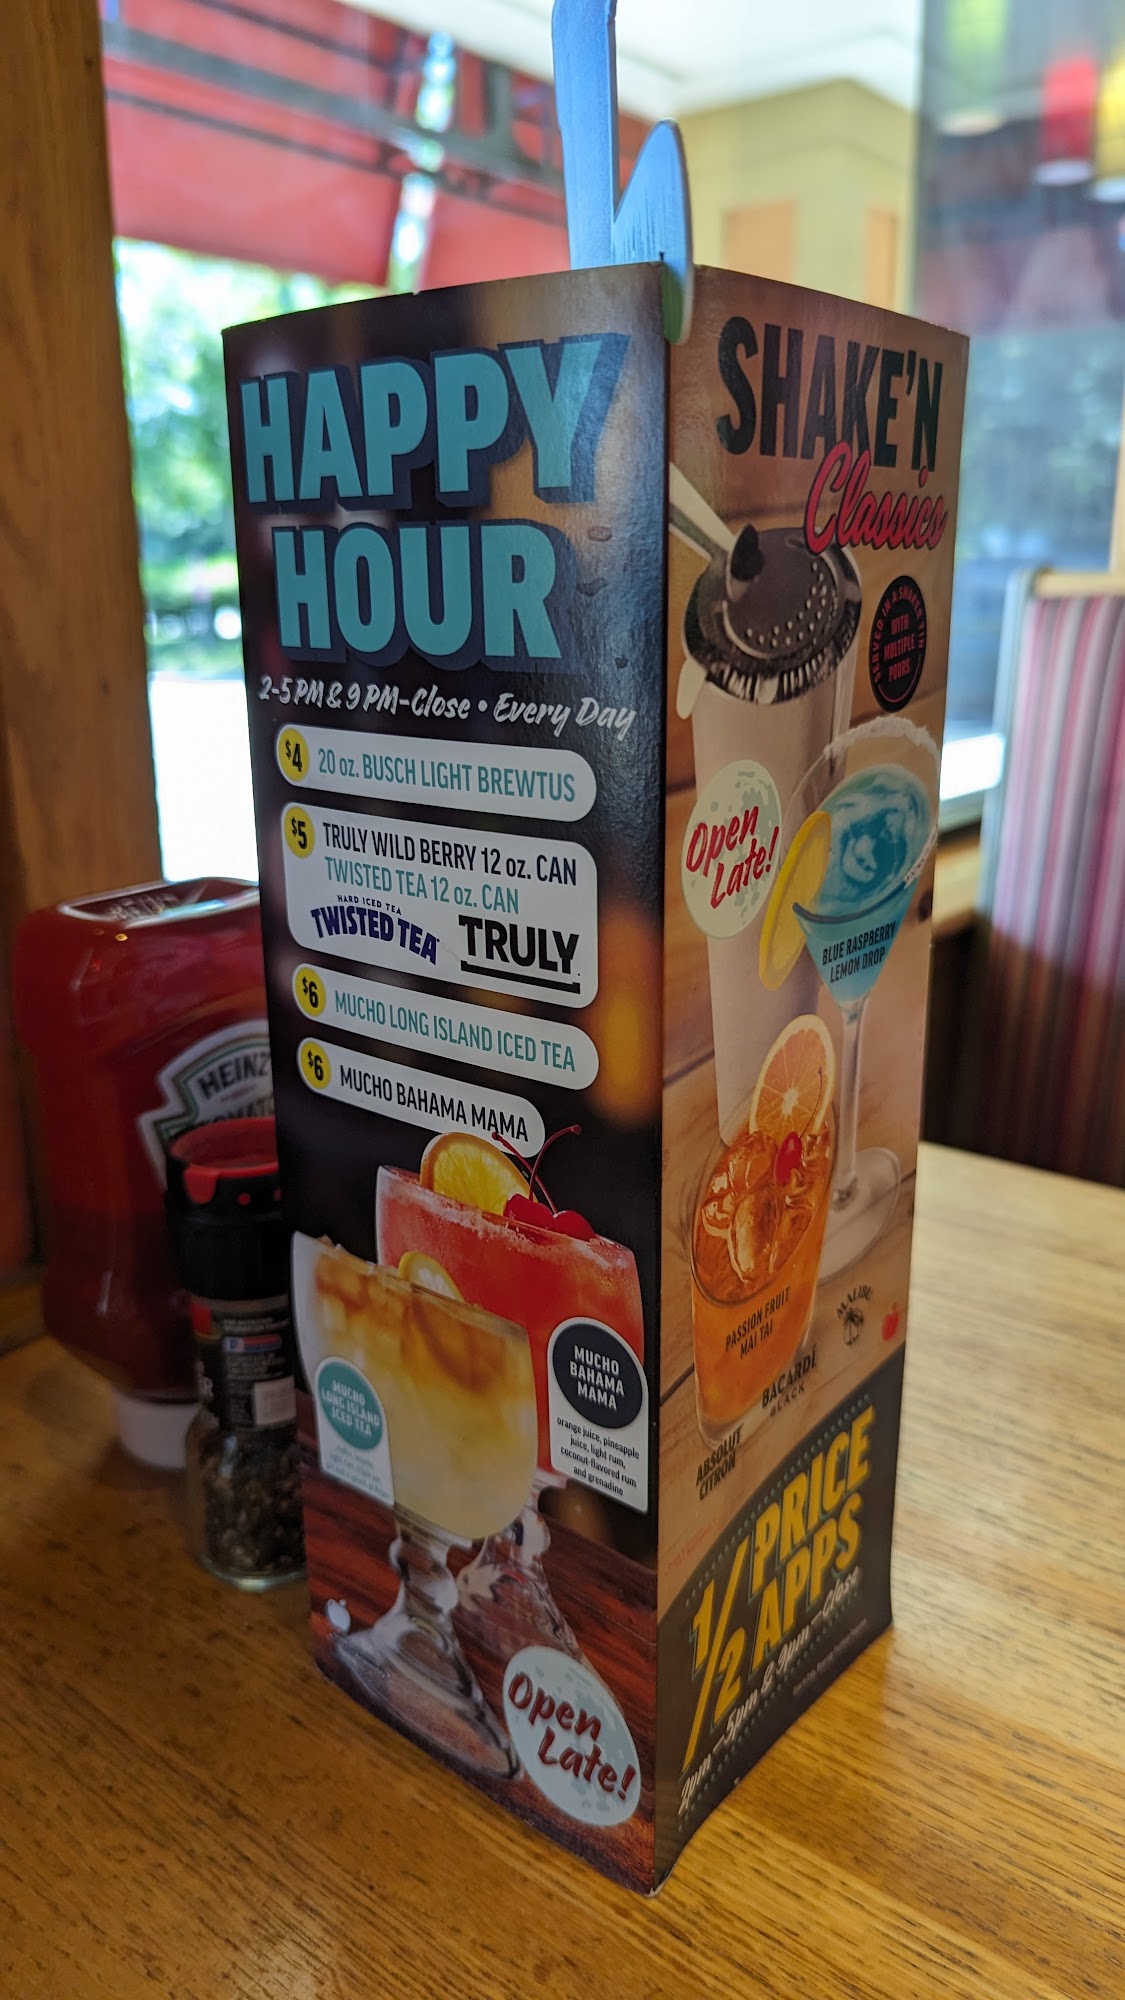 HAPPY
HOUR
2-5 PM & 9 PM-Close • Every Day
$4 20 oz. BUSCH LIGHT BREWTUS
$5 TRULY WILD BERRY 12 oz. CAN
TWISTED TEA 12 oz. CAN
HARD ICED TEA
TWISTED TEA
TRULY
$6 MUCHO LONG ISLAND ICED TEA
$6 MUCHO BAHAMA MAMA
MUCHO
LONG ISLAND
ICED TEA
MUCHO
BAHAMA
MAMA
orange juice, pineapple
juice, light rum,
coconut-flavored rum
and grenadine
Open
Late!
SHAKE'N
Classics
SERVED IN A SHAKER TIN
WITH
MULTIPLE
POURS
Open
Late!
BLUE RASPBERRY
LEMON DROP
PASSION FRUIT
MAI TAI
MALIBU
BACARDÍ
BLACK
ABSOLUT
CITRON
1/2 PRICE
APPS
2pm-5pm & 9pm-Close
HEINZ